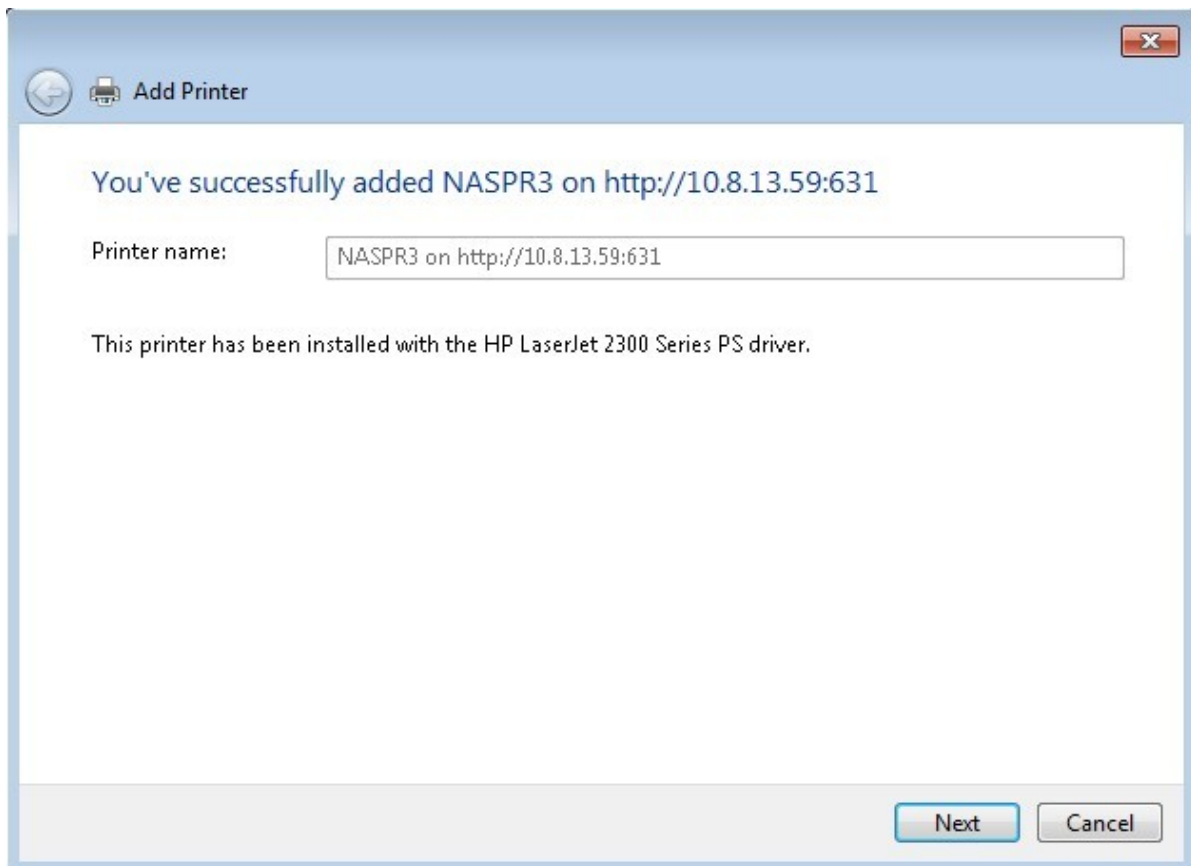 Add Printer
You've successfully added NASPR3 on http://10.8.13.59:631
Printer name:
NASPR3 on http://10.8.13.59:631
This printer has been installed with the HP LaserJet 2300 Series PS driver.
Next
Cancel